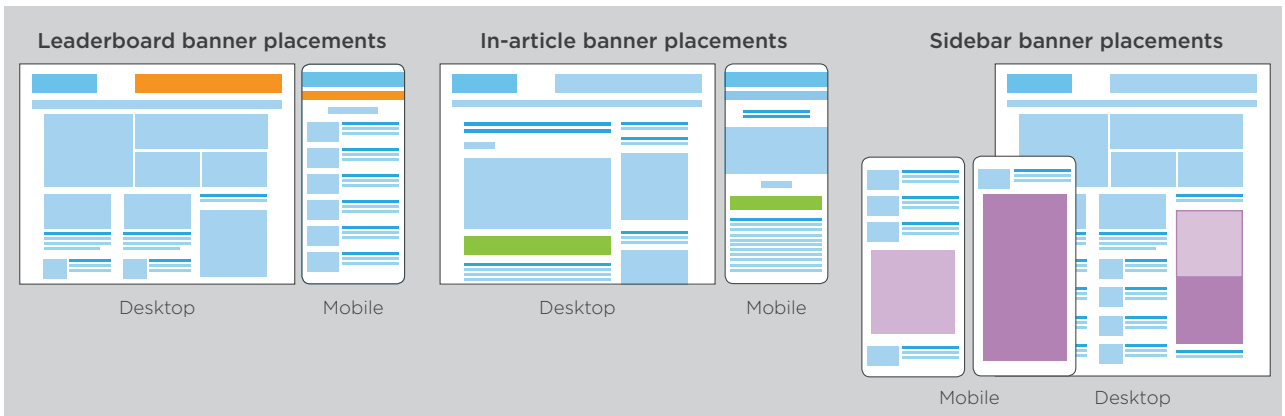 Leaderboard banner placements
Desktop
Mobile
In-article banner placements
Desktop
Mobile
Sidebar banner placements
Mobile
Desktop